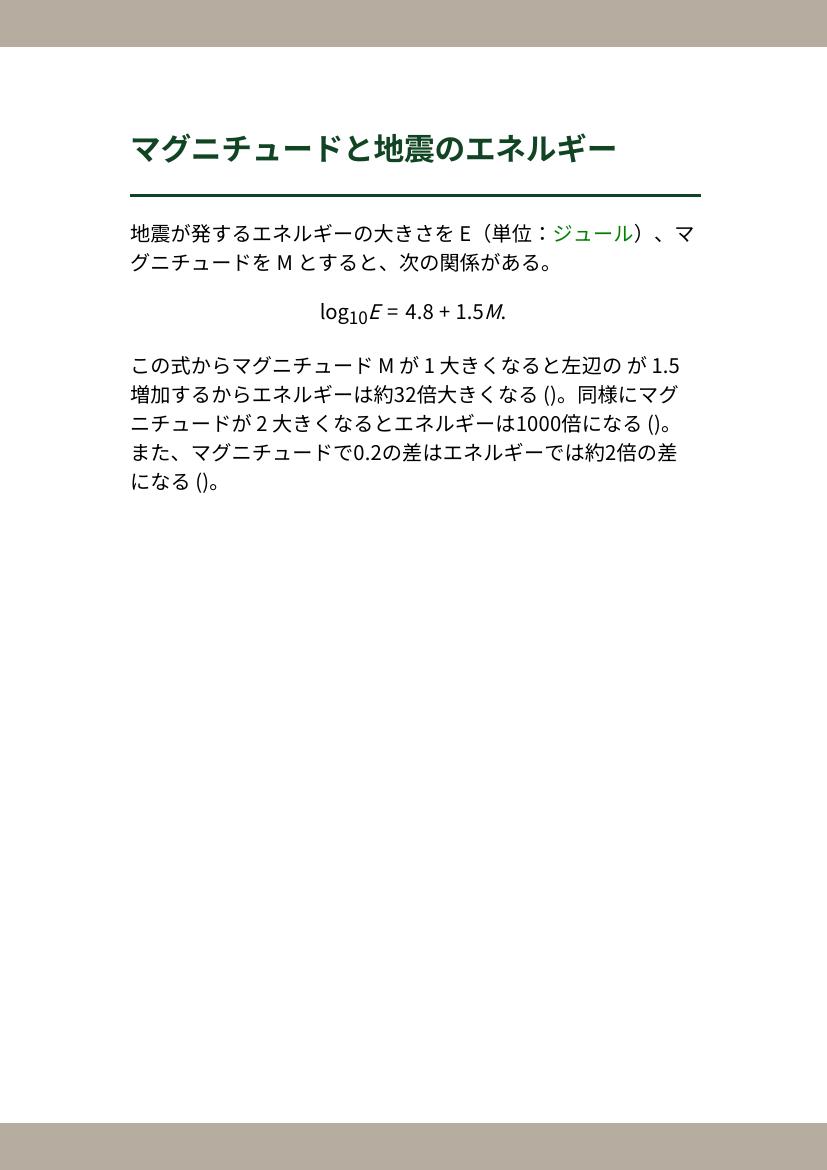 マグニチュードと地震のエネルギー
地震が発するエネルギーの大きさを E（単位：ジュール）、マ
グニチュードを M とすると、次の関係がある。
log₁₀E = 4.8 + 1.5M.
この式からマグニチュード M が 1 大きくなると左辺の が 1.5
増加するからエネルギーは約32倍大きくなる ()。同様にマグ
ニチュードが 2 大きくなるとエネルギーは1000倍になる ()。
また、マグニチュードで0.2の差はエネルギーでは約2倍の差
になる ()。